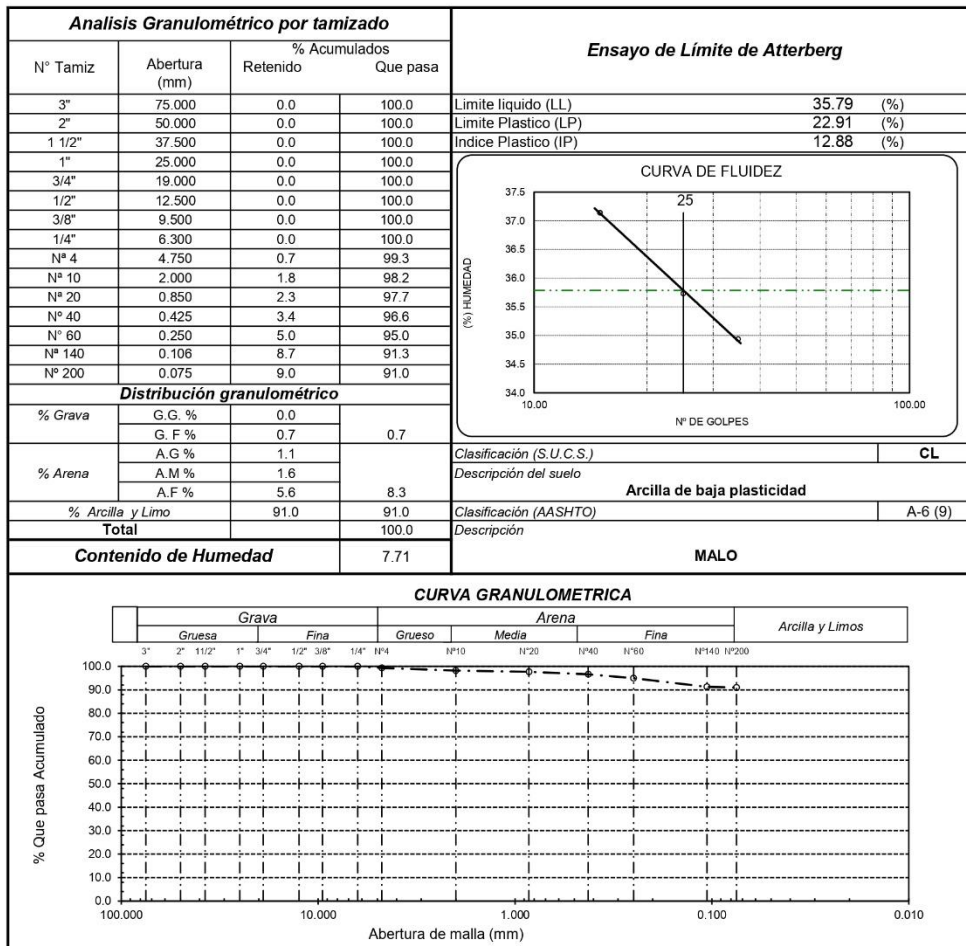 Analisis Granulométrico por tamizado
N° Tamiz
Abertura (mm)
% Acumulados
Retenido Que pasa
3" 75.000 0.0 100.0
2" 50.000 0.0 100.0
1 1/2" 37.500 0.0 100.0
1" 25.000 0.0 100.0
3/4" 19.000 0.0 100.0
1/2" 12.500 0.0 100.0
3/8" 9.500 0.0 100.0
1/4" 6.300 0.0 100.0
Nª 4 4.750 0.7 99.3
Nª 10 2.000 1.8 98.2
Nª 20 0.850 2.3 97.7
Nº 40 0.425 3.4 96.6
N° 60 0.250 5.0 95.0
Nª 140 0.106 8.7 91.3
Nº 200 0.075 9.0 91.0
Distribución granulométrico
% Grava G.G. % 0.0
G. F % 0.7 0.7
A.G % 1.1
% Arena A.M % 1.6
A.F % 5.6 8.3
% Arcilla y Limo 91.0 91.0
Total 100.0
Contenido de Humedad 7.71
Ensayo de Límite de Atterberg
Limite liquido (LL) 35.79 (%)
Limite Plastico (LP) 22.91 (%)
Indice Plastico (IP) 12.88 (%)
CURVA DE FLUIDEZ
25
37.5
37.0
36.5
36.0
35.5
35.0
34.5
34.0
(%) HUMEDAD
10.00 100.00
Nº DE GOLPES
Clasificación (S.U.C.S.) CL
Descripción del suelo
Arcilla de baja plasticidad
Clasificación (AASHTO) A-6 (9)
Descripción
MALO
CURVA GRANULOMETRICA
Grava Arena Arcilla y Limos
Gruesa Fina Grueso Media Fina
3" 2" 11/2" 1" 3/4" 1/2" 3/8" 1/4" Nº4 Nº10 Nº20 Nº40 Nº60 Nº140 Nº200
100.0
90.0
80.0
70.0
60.0
50.0
40.0
30.0
20.0
10.0
0.0
% Que pasa Acumulado
100.000 10.000 1.000 0.100 0.010
Abertura de malla (mm)